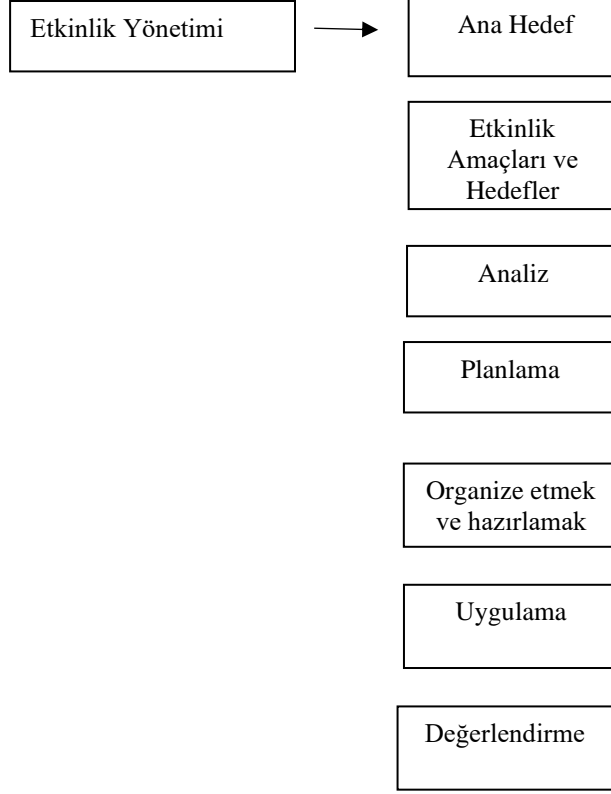 Etkinlik Yönetimi
Ana Hedef
Etkinlik
Amaçları ve
Hedefler
Analiz
Planlama
Organize etmek
ve hazırlamak
Uygulama
Değerlendirme